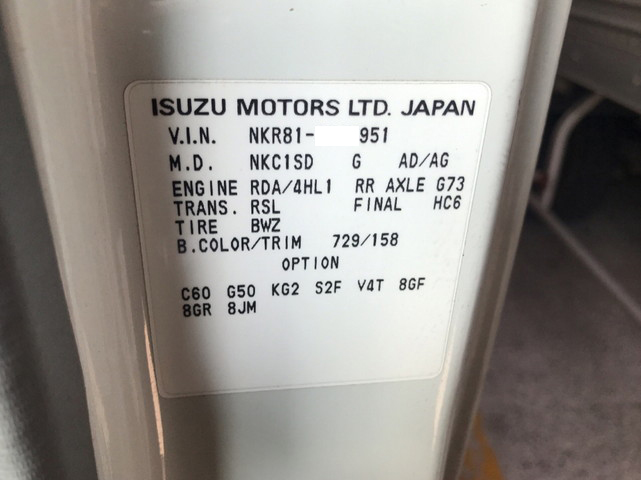 ISUZU MOTORS LTD. JAPAN
V.I.N. NKR81- 951
M.D. NKC1SD G AD/AG
ENGINE RDA/4HL1 RR AXLE G73
TRANS. RSL FINAL HC6
TIRE BWZ
B.COLOR/TRIM 729/158
OPTION
C60 G50 KG2 S2F V4T 8GF
8GR 8JM